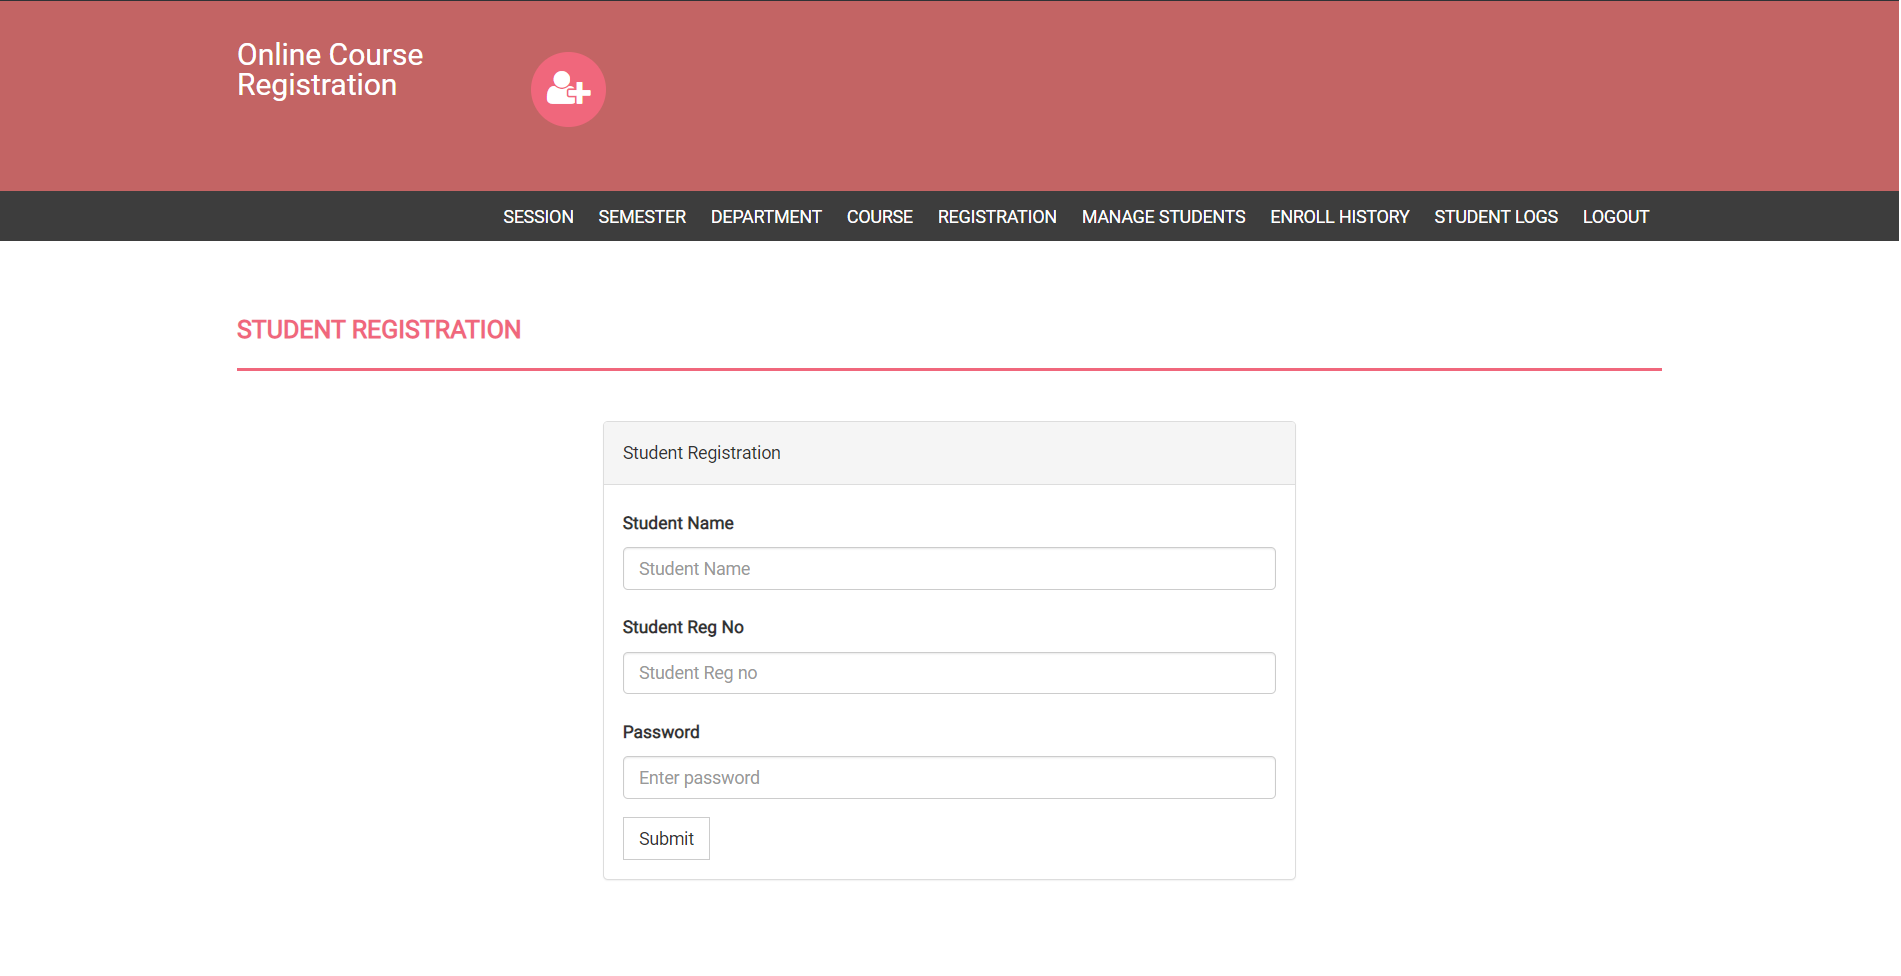 Online Course
Registration
SESSION SEMESTER DEPARTMENT COURSE REGISTRATION MANAGE STUDENTS ENROLL HISTORY STUDENT LOGS LOGOUT
STUDENT REGISTRATION
Student Registration
Student Name
Student Name
Student Reg No
Student Reg no
Password
Enter password
Submit